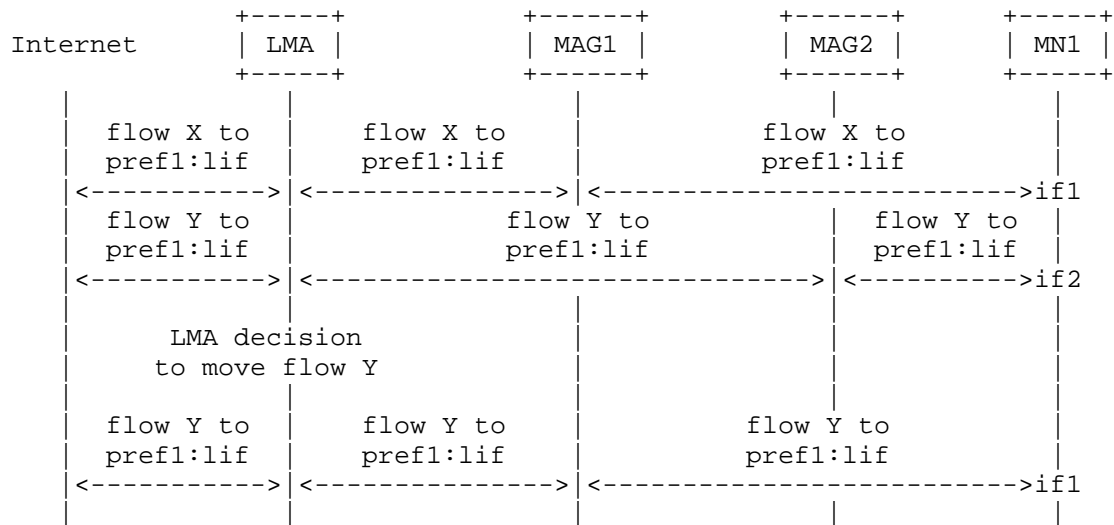 Internet | LMA | | MAG1 | | MAG2 | | MN1 |
flow X to flow X to flow X to
pref1:lif pref1:lif pref1:lif
|<----------->|<--------------->|<-------------------------->if1
flow Y to flow Y to flow Y to
pref1:lif pref1:lif pref1:lif
|<----------->|<------------------------------->|<---------->if2
LMA decision
to move flow Y
flow Y to flow Y to flow Y to
pref1:lif pref1:lif pref1:lif
|<----------->|<--------------->|<-------------------------->if1